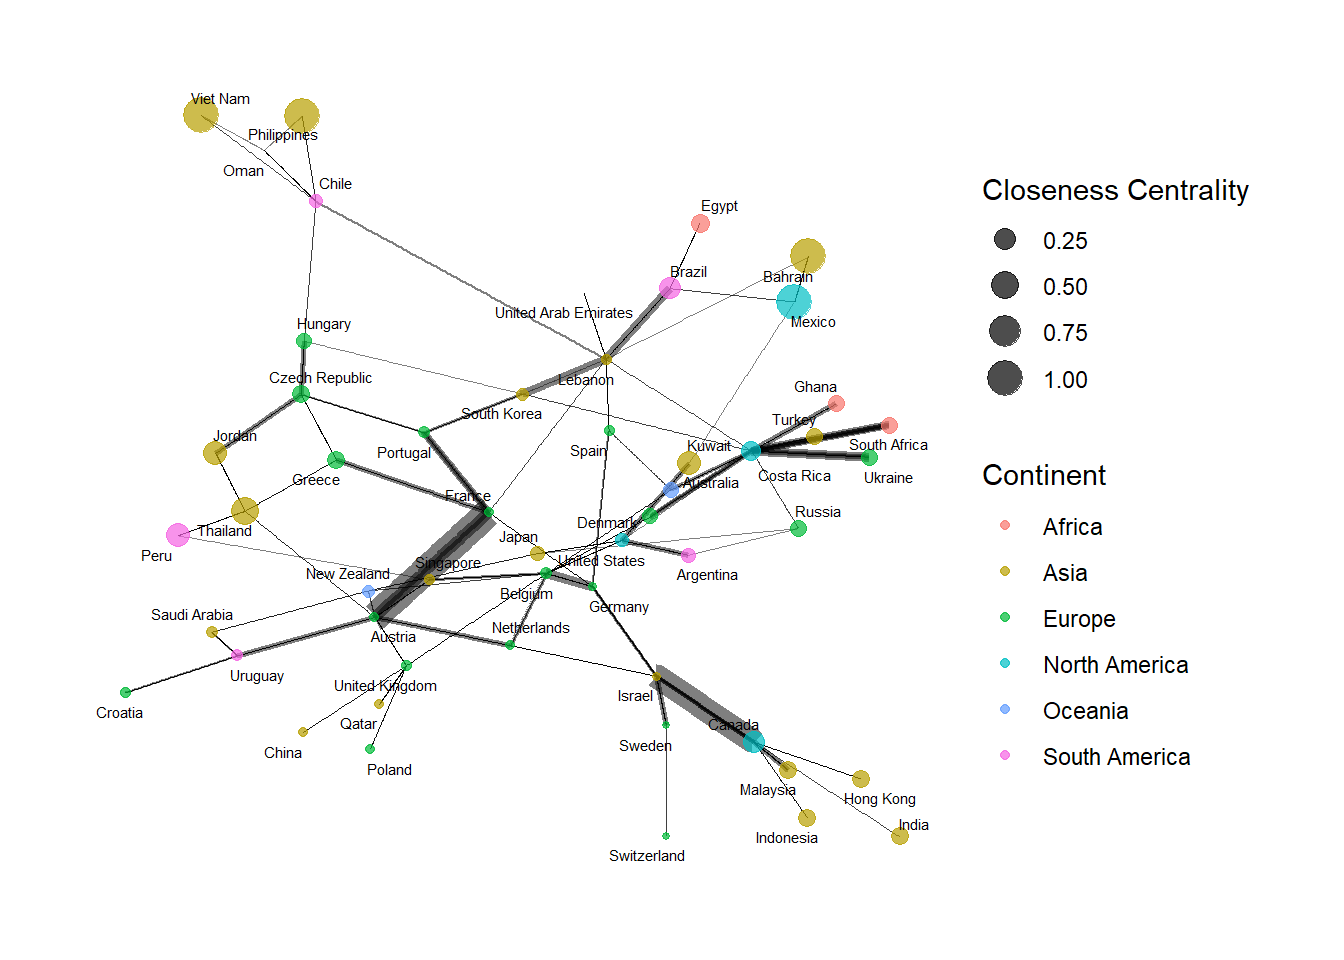 Viet Nam
Philippines
Oman
Chile
Egypt
Brazil
Bahrain
United Arab Emirates
Mexico
Hungary
Czech Republic
Lebanon
Ghana
South Korea
Turkey
Jordan
Portugal
Spain
Kuwait
South Africa
Costa Rica
Ukraine
Greece
Australia
France
Russia
Thailand
Denmark
Japan
Peru
Singapore
United States
New Zealand
Argentina
Belgium
Saudi Arabia
Germany
Netherlands
Austria
Uruguay
United Kingdom
Israel
Croatia
Qatar
Canada
China
Sweden
Poland
Malaysia
Hong Kong
India
Indonesia
Switzerland
Closeness Centrality
0.25
0.50
0.75
1.00
Continent
Africa
Asia
Europe
North America
Oceania
South America